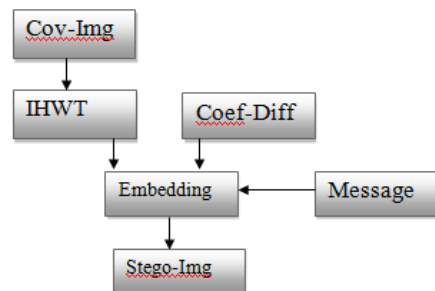 Cov-Img
IHWT
Coef-Diff
Embedding
Message
Stego-Img